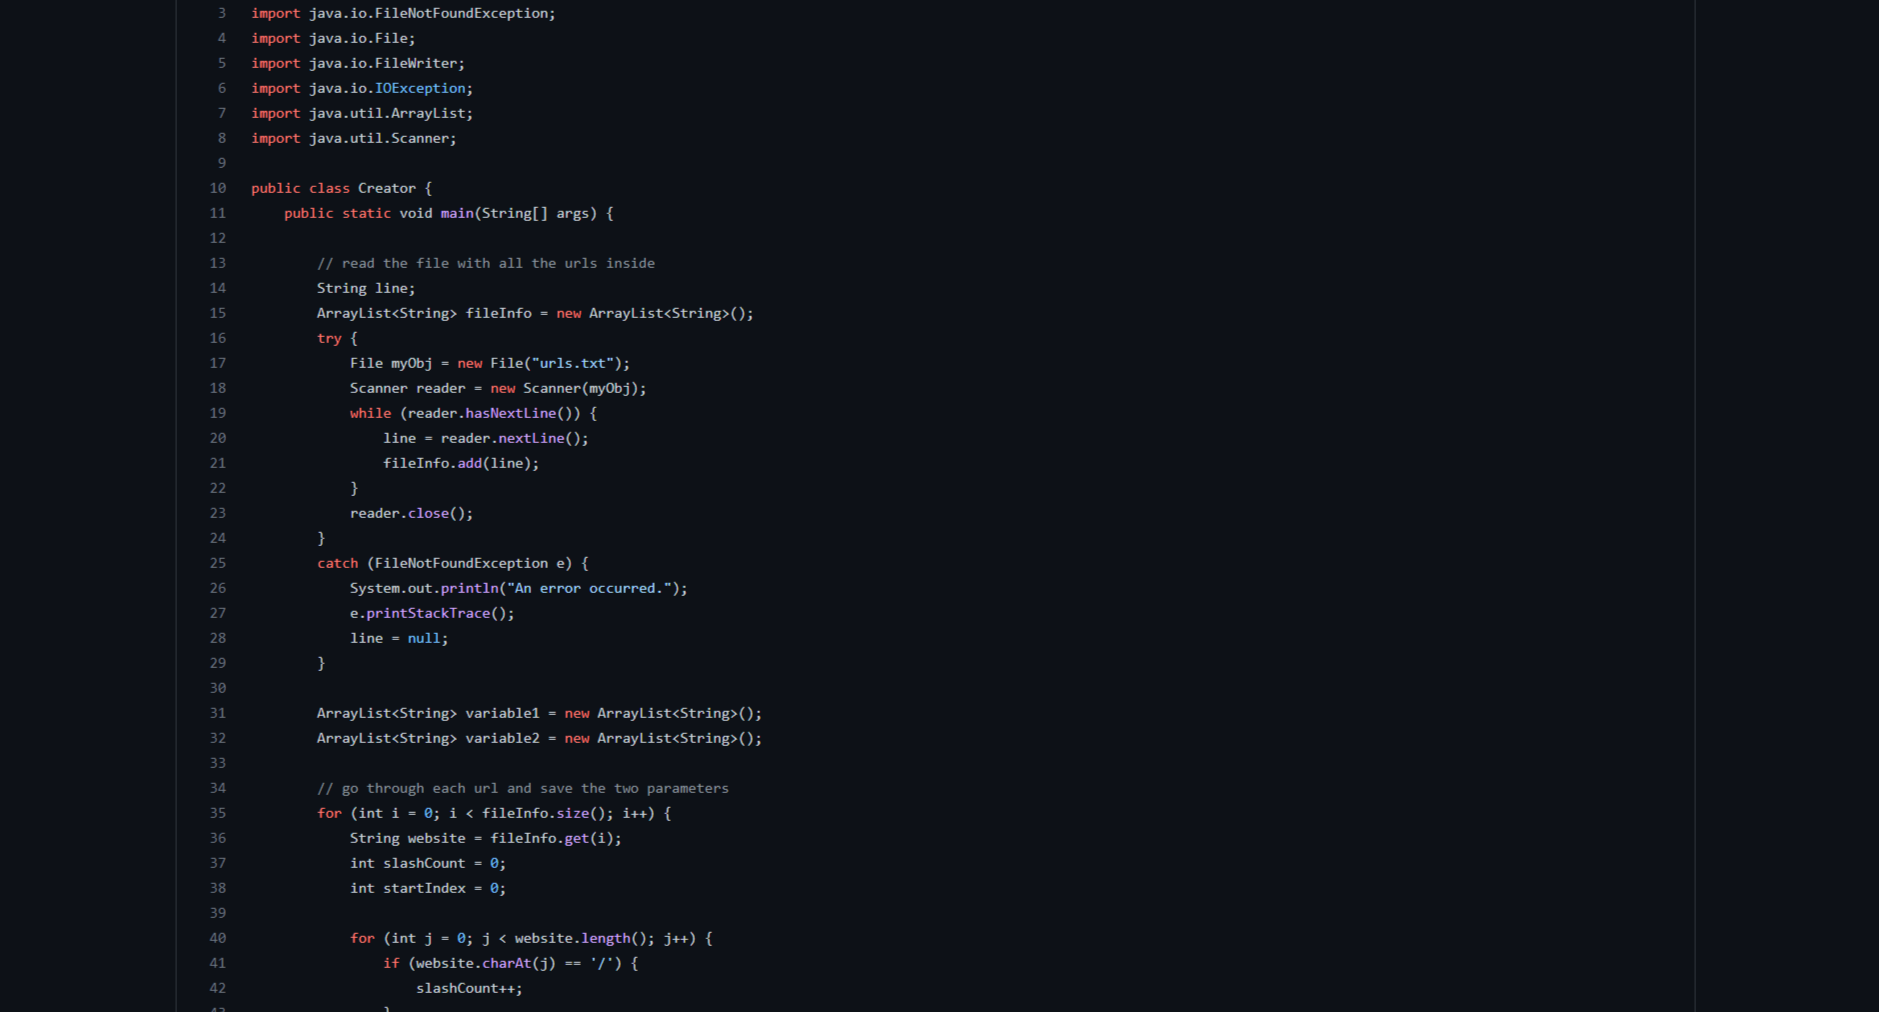 3 import java.io.FileNotFoundException;
4 import java.io.File;
5 import java.io.FileWriter;
6 import java.io.IOException;
7 import java.util.ArrayList;
8 import java.util.Scanner;
9
10 public class Creator {
11     public static void main(String[] args) {
12
13         // read the file with all the urls inside
14         String line;
15         ArrayList<String> fileInfo = new ArrayList<String>();
16         try {
17             File myObj = new File("urls.txt");
18             Scanner reader = new Scanner(myObj);
19             while (reader.hasNextLine()) {
20                 line = reader.nextLine();
21                 fileInfo.add(line);
22             }
23             reader.close();
24         }
25         catch (FileNotFoundException e) {
26             System.out.println("An error occurred.");
27             e.printStackTrace();
28             line = null;
29         }
30
31         ArrayList<String> variable1 = new ArrayList<String>();
32         ArrayList<String> variable2 = new ArrayList<String>();
33
34         // go through each url and save the two parameters
35         for (int i = 0; i < fileInfo.size(); i++) {
36             String website = fileInfo.get(i);
37             int slashCount = 0;
38             int startIndex = 0;
39
40             for (int j = 0; j < website.length(); j++) {
41                 if (website.charAt(j) == '/') {
42                     slashCount++;
43                 }